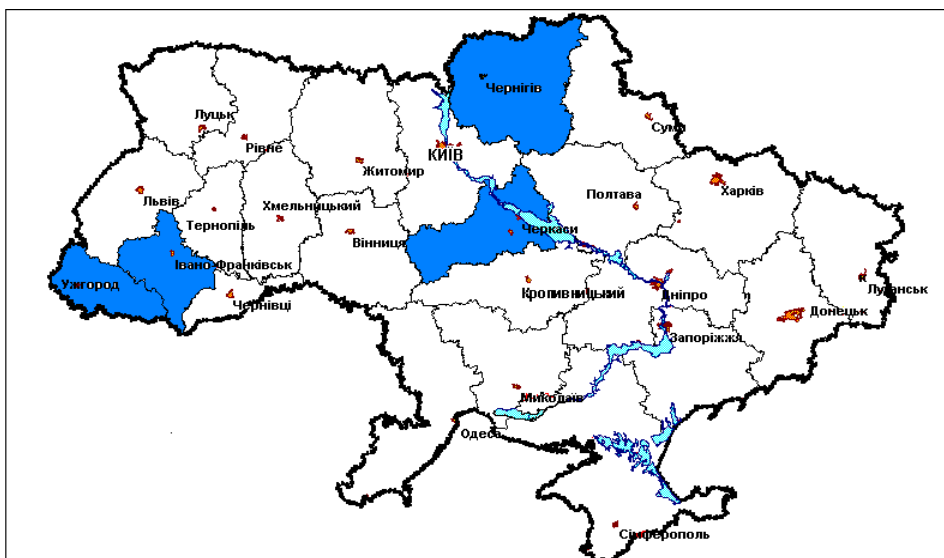 Чернігів
Луцьк
Рівне
Суми
КИЇВ
Житомир
Харків
Львів
Хмельницький
Полтава
Тернопіль
Черкаси
Вінниця
Івано-Франківськ
Ужгород
Чернівці
Кропивницький
Дніпро
Луганськ
Донецьк
Запоріжжя
Миколаїв
Одеса
Сімферополь